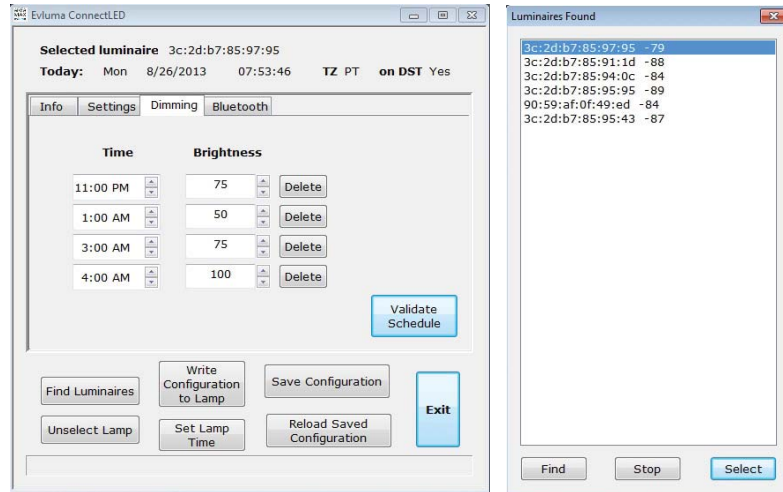 Evluma ConnectLED
Selected luminaire 3c:2d:b7:85:97:95
Today: Mon 8/26/2013 07:53:46 TZ PT on DST Yes
Info Settings Dimming Bluetooth
Time Brightness
11:00 PM 75 Delete
1:00 AM 50 Delete
3:00 AM 75 Delete
4:00 AM 100 Delete
Validate
Schedule
Find Luminaires
Write
Configuration
to Lamp
Save Configuration
Exit
Unselect Lamp
Set Lamp
Time
Reload Saved
Configuration
Luminaires Found
3c:2d:b7:85:97:95 -79
3c:2d:b7:85:91:1d -88
3c:2d:b7:85:94:0c -84
3c:2d:b7:85:95:95 -89
90:59:af:0f:49:ed -84
3c:2d:b7:85:95:43 -87
Find Stop Select